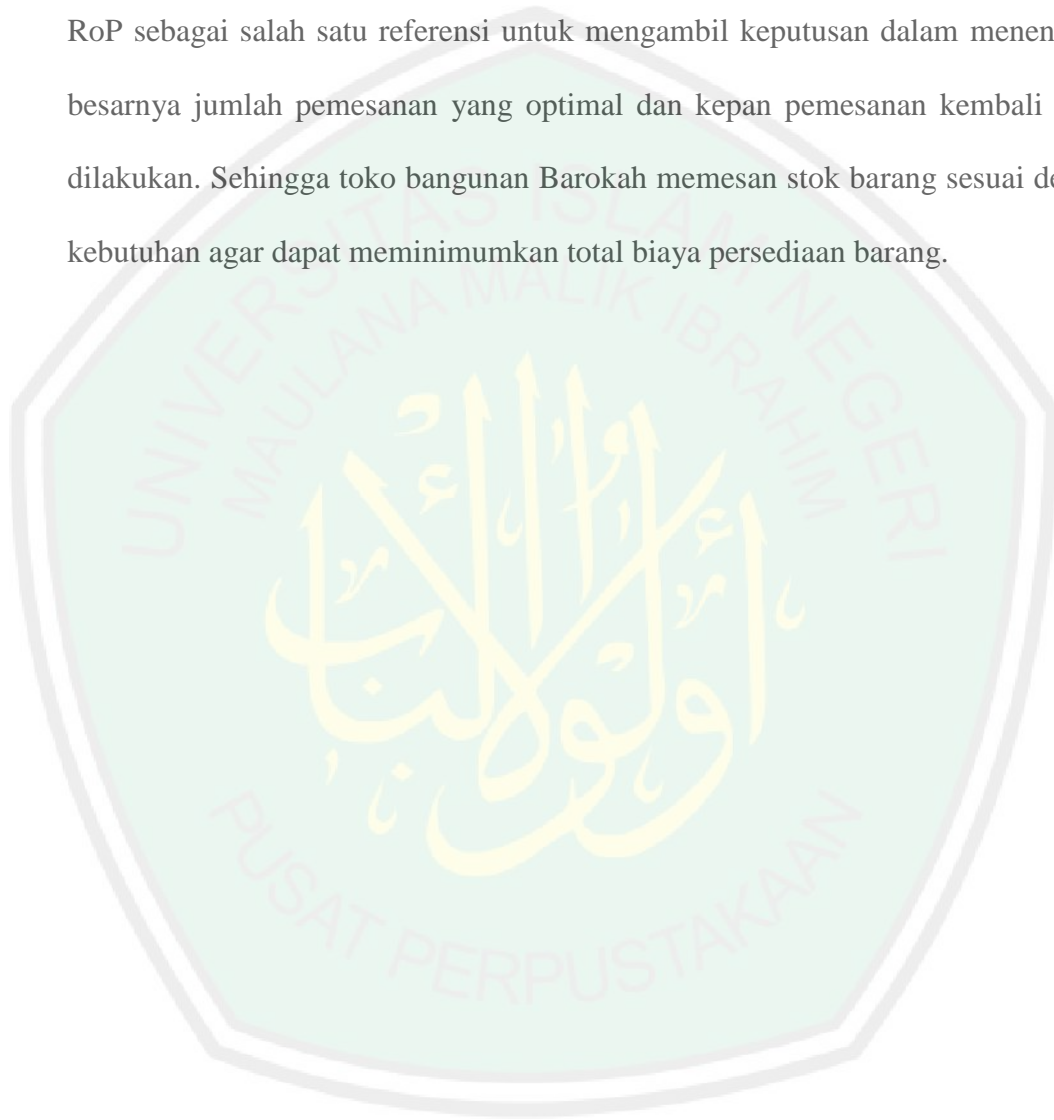 RoP sebagai salah satu referensi untuk mengambil keputusan dalam menen
besarnya jumlah pemesanan yang optimal dan kepan pemesanan kembali
dilakukan. Sehingga toko bangunan Barokah memesan stok barang sesuai de
kebutuhan agar dapat meminimumkan total biaya persediaan barang.
UNIVERSITAS ISLAM NEGERI
MAULANA MALIK IBRAHIM
أولوا الألباب
PUSAT PERPUSTAKAAN